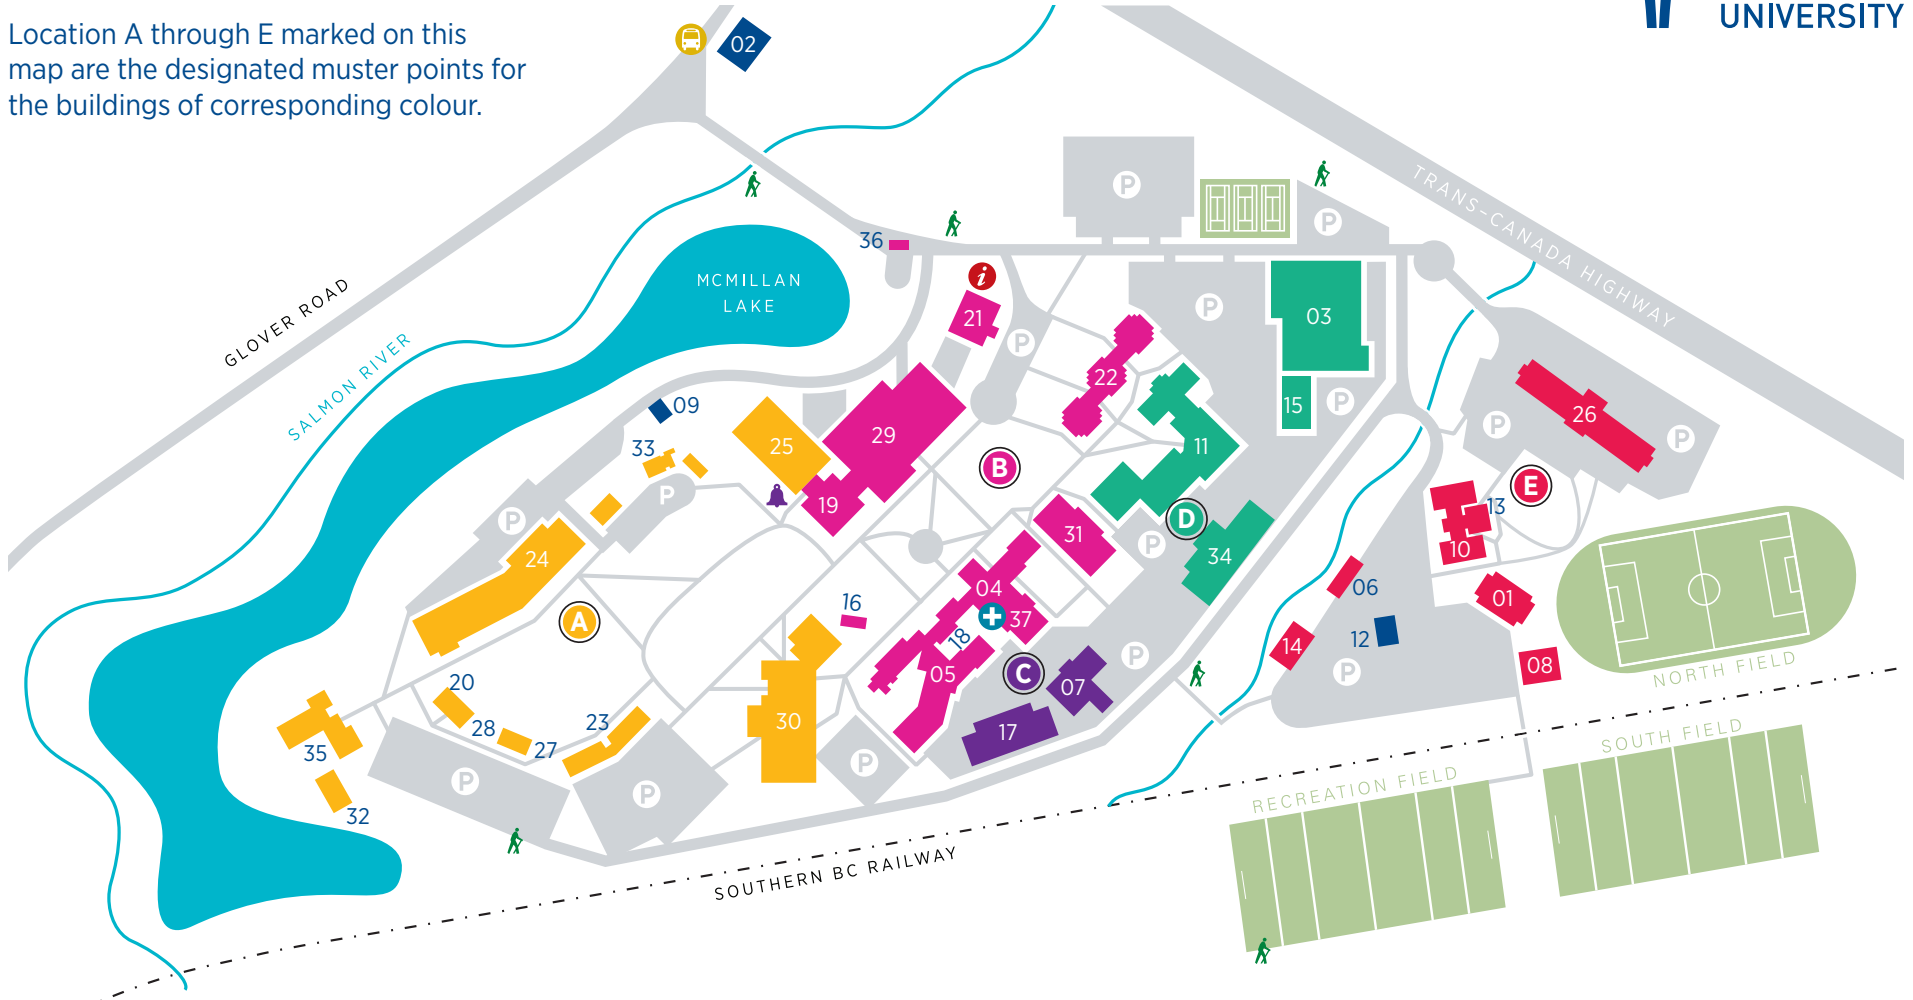 Location A through E marked on this
map are the designated muster points for
the buildings of corresponding colour.
UNIVERSITY
02
TRANS-CANADA HIGHWAY
P
P
36
MCMILLAN
LAKE
GLOVER ROAD
SALMON RIVER
i
21
P
P
03
22
15
P
26
P
P
09
33
25
29
11
B
P
19
P
24
31
D
P
34
E
13
10
A
16
04
37
18
05
C
07
P
17
06
12
14
P
01
08
NORTH FIELD
20
28
27
23
30
35
32
P
P
P
SOUTH FIELD
RECREATION FIELD
SOUTHERN BC RAILWAY